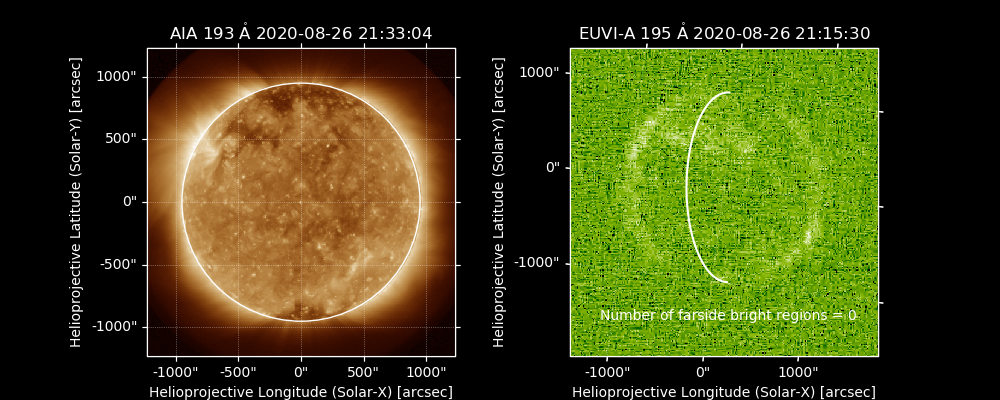 AIA 193 Å 2020-08-26 21:33:04
EUVI-A 195 Å 2020-08-26 21:15:30
Helioprojective Latitude (Solar-Y) [arcsec]
1000"
500"
0"
-500"
-1000"
-1000"
-500"
0"
500"
1000"
Helioprojective Longitude (Solar-X) [arcsec]
Helioprojective Latitude (Solar-Y) [arcsec]
1000"
0"
-1000"
Number of farside bright regions = 0
-1000"
0"
1000"
Helioprojective Longitude (Solar-X) [arcsec]